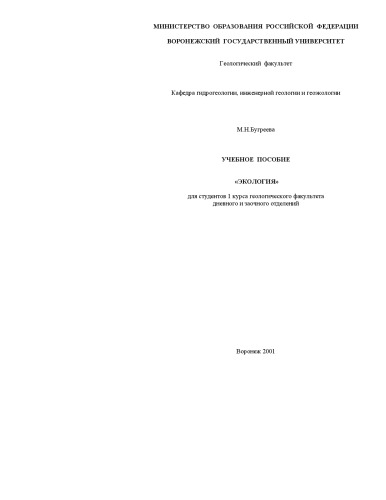 МИНИСТЕРСТВО ОБРАЗОВАНИЯ РОССИЙСКОЙ ФЕДЕРАЦИИ
ВОРОНЕЖСКИЙ ГОСУДАРСТВЕННЫЙ УНИВЕРСИТЕТ
Геологический факультет
Кафедра гидрогеологии, инженерной геологии и геоэкологии
М.Н.Бугреева
УЧЕБНОЕ ПОСОБИЕ
«ЭКОЛОГИЯ»
для студентов 1 курса геологического факультета
дневного и заочного отделений
Воронеж 2001